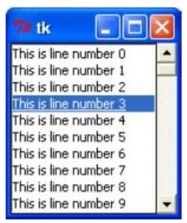 tk
This is line number 0
This is line number 1
This is line number 2
This is line number 3
This is line number 4
This is line number 5
This is line number 6
This is line number 7
This is line number 8
This is line number 9